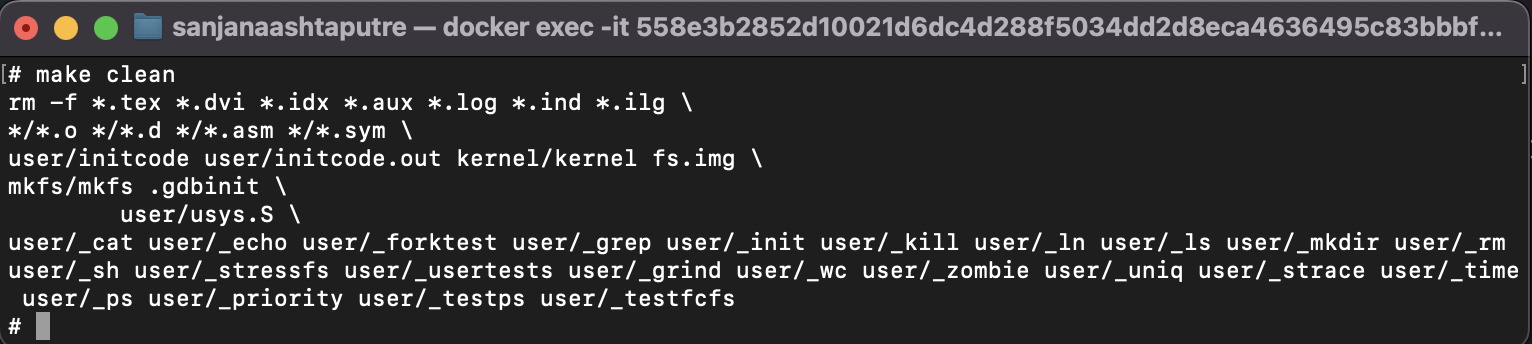 sanjanaashtaputre — docker exec -it 558e3b2852d10021d6dc4d288f5034dd2d8eca4636495c83bbbf...
[# make clean ]
rm -f *.tex *.dvi *.idx *.aux *.log *.ind *.ilg \
*/*.o */*.d */*.asm */*.sym \
user/initcode user/initcode.out kernel/kernel fs.img \
mkfs/mkfs .gdbinit \
        user/usys.S \
user/_cat user/_echo user/_forktest user/_grep user/_init user/_kill user/_ln user/_ls user/_mkdir user/_rm
user/_sh user/_stressfs user/_usertests user/_grind user/_wc user/_zombie user/_uniq user/_strace user/_time
 user/_ps user/_priority user/_testps user/_testfcfs
#